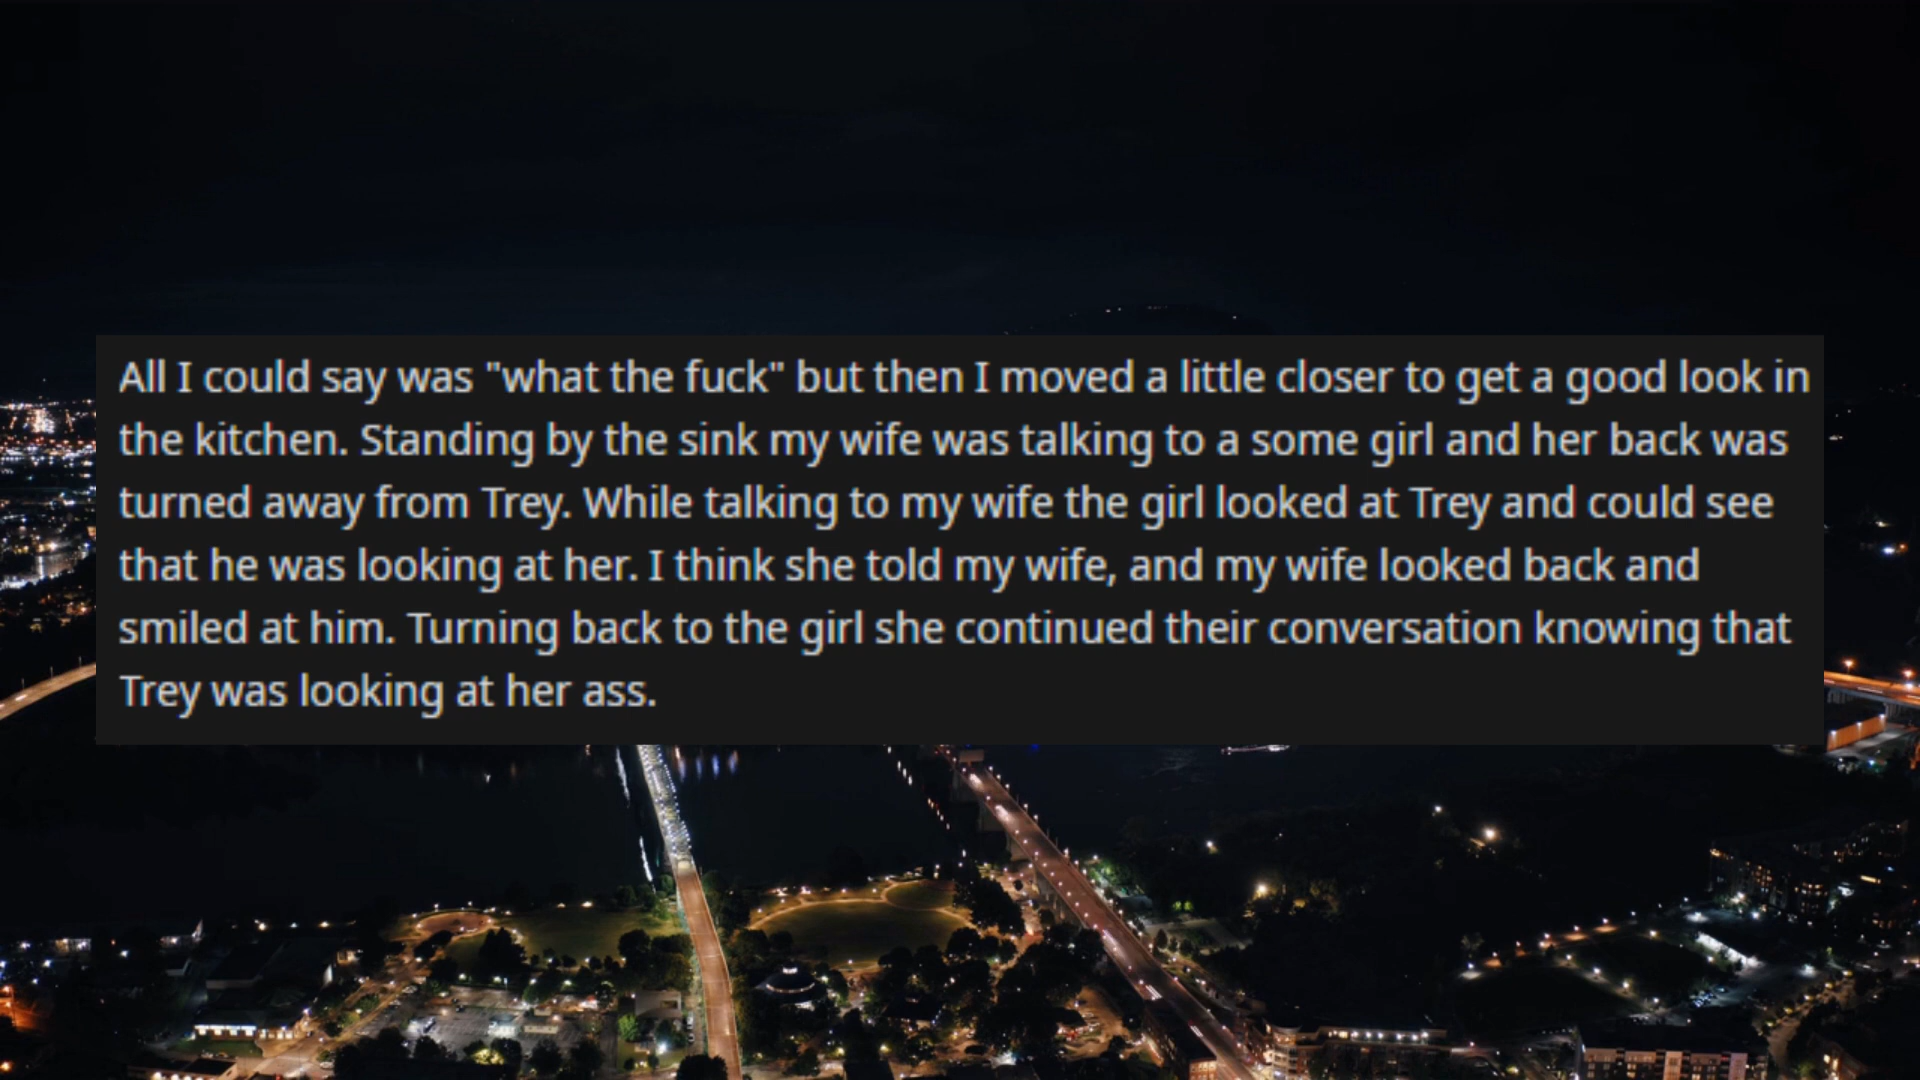 All I could say was "what the fuck" but then I moved a little closer to get a good look in
the kitchen. Standing by the sink my wife was talking to a some girl and her back was
turned away from Trey. While talking to my wife the girl looked at Trey and could see
that he was looking at her. I think she told my wife, and my wife looked back and
smiled at him. Turning back to the girl she continued their conversation knowing that
Trey was looking at her ass.